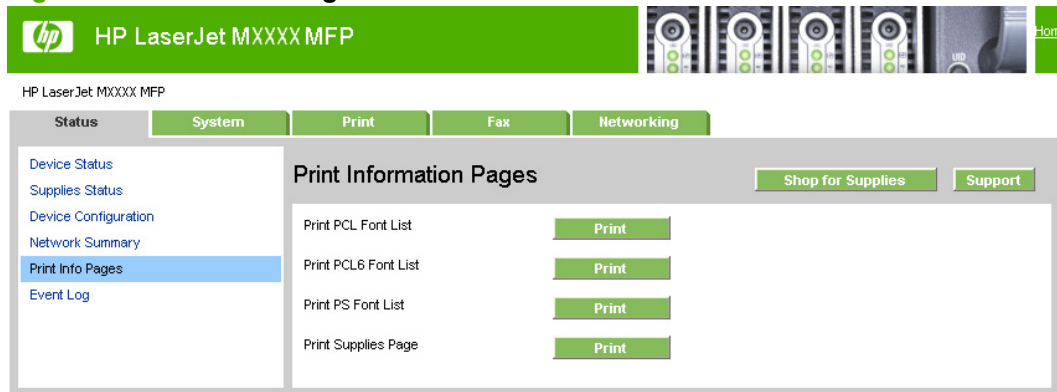 hp HP LaserJet MXXXX MFP
UID
Hom
HP LaserJet MXXXX MFP
Status System Print Fax Networking
Device Status
Supplies Status
Device Configuration
Network Summary
Print Info Pages
Event Log
Print Information Pages
Shop for Supplies Support
Print PCL Font List Print
Print PCL6 Font List Print
Print PS Font List Print
Print Supplies Page Print